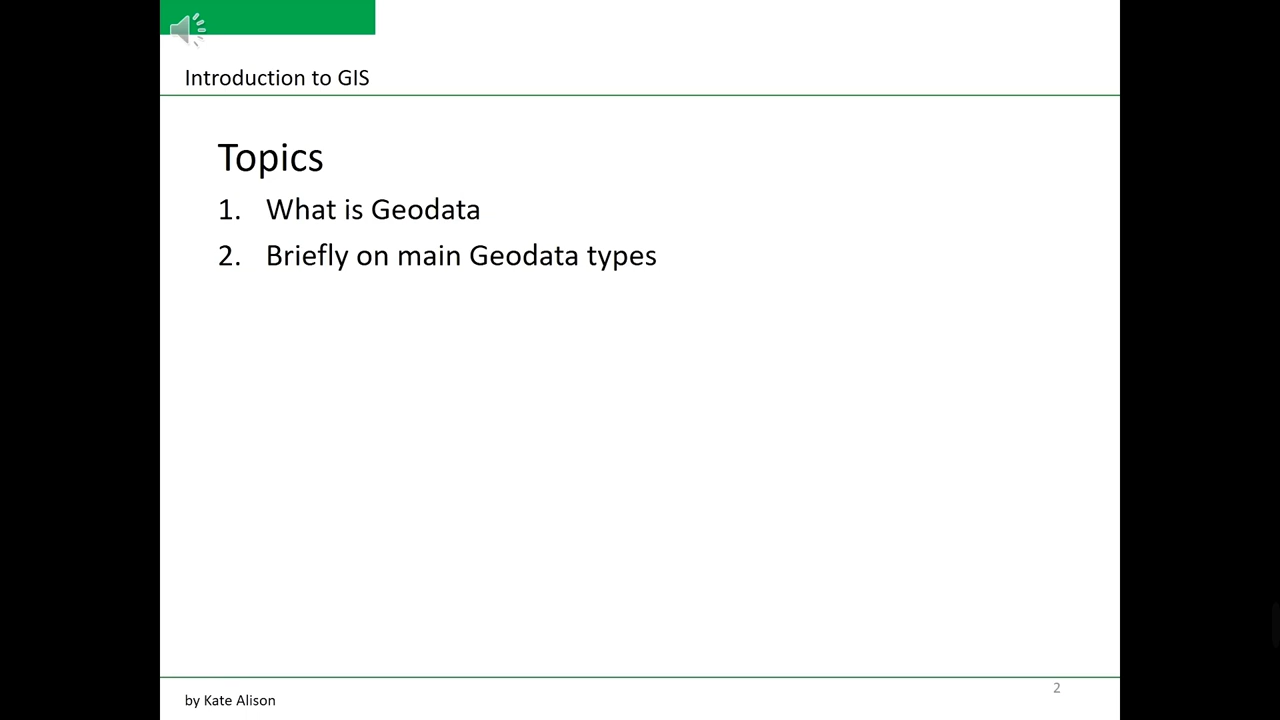 Introduction to GIS
Topics
1. What is Geodata
2. Briefly on main Geodata types
by Kate Alison
2